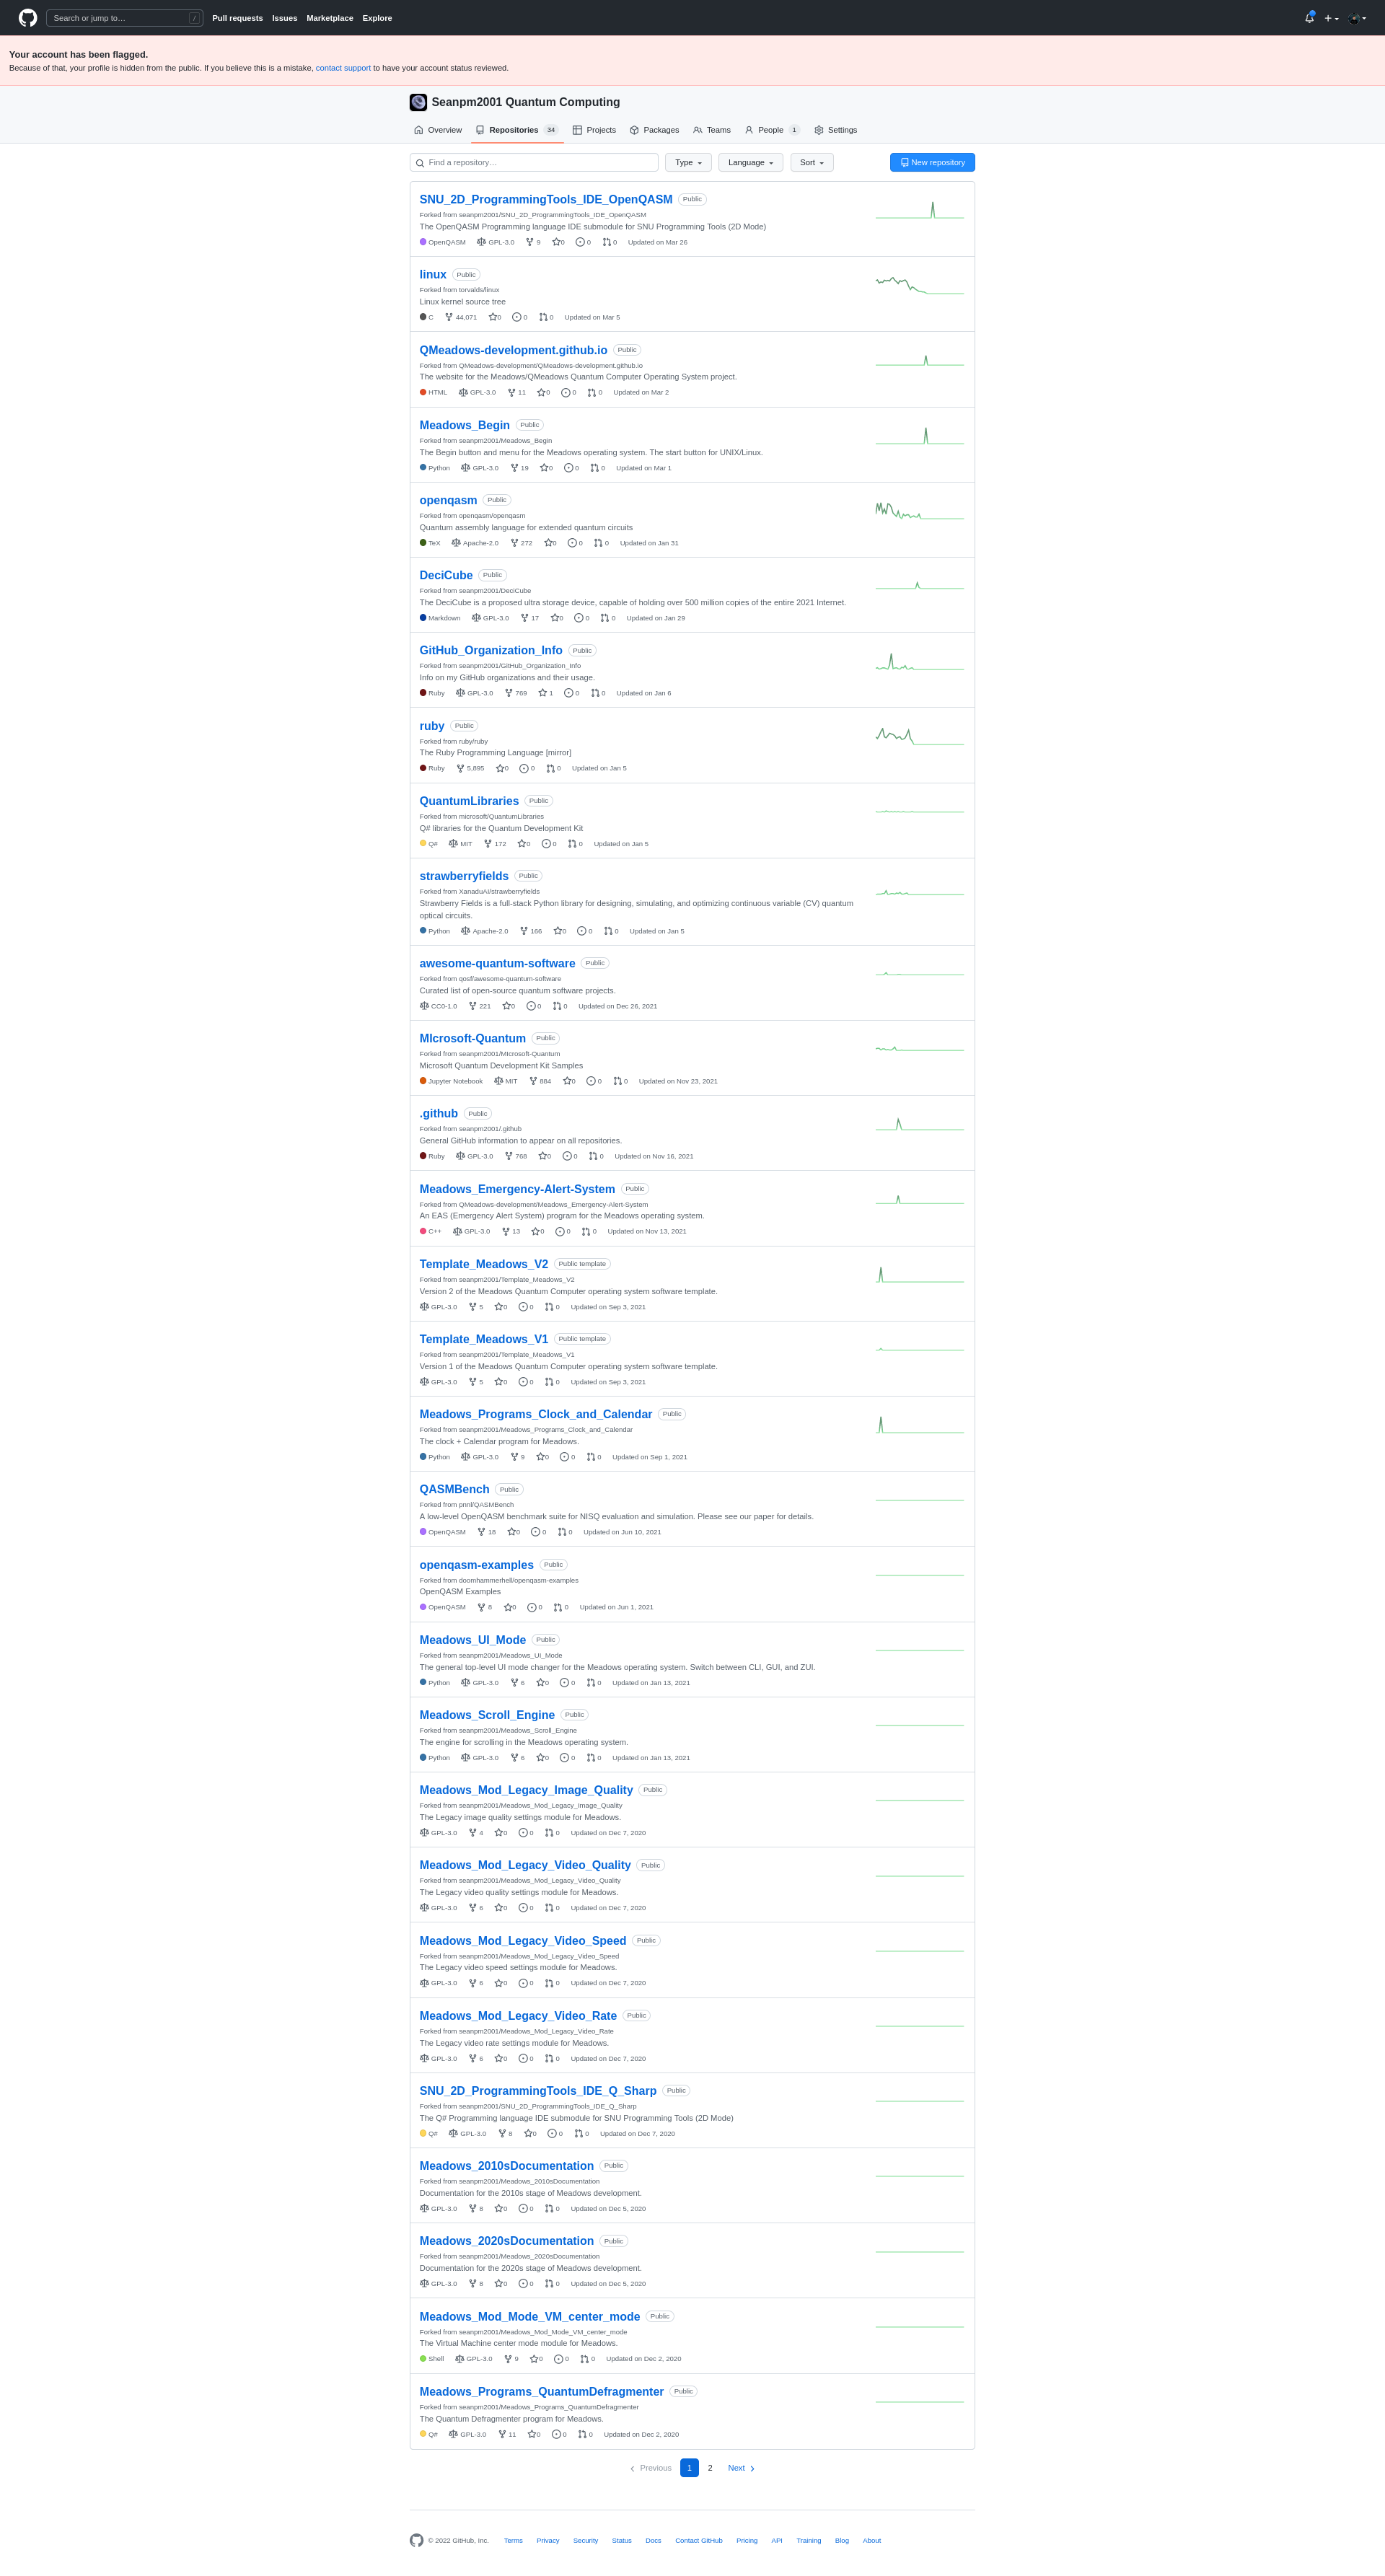 Search or jump to… /
Pull requests Issues Marketplace Explore
Your account has been flagged.
Because of that, your profile is hidden from the public. If you believe this is a mistake, contact support to have your account status reviewed.
Seanpm2001 Quantum Computing
Overview Repositories 34 Projects Packages Teams People 1 Settings
Find a repository… Type Language Sort New repository
SNU_2D_ProgrammingTools_IDE_OpenQASM Public
Forked from seanpm2001/SNU_2D_ProgrammingTools_IDE_OpenQASM
The OpenQASM Programming language IDE submodule for SNU Programming Tools (2D Mode)
OpenQASM GPL-3.0 9 0 0 0 Updated on Mar 26
linux Public
Forked from torvalds/linux
Linux kernel source tree
C 44,071 0 0 0 Updated on Mar 5
QMeadows-development.github.io Public
Forked from QMeadows-development/QMeadows-development.github.io
The website for the Meadows/QMeadows Quantum Computer Operating System project.
HTML GPL-3.0 11 0 0 0 Updated on Mar 2
Meadows_Begin Public
Forked from seanpm2001/Meadows_Begin
The Begin button and menu for the Meadows operating system. The start button for UNIX/Linux.
Python GPL-3.0 19 0 0 0 Updated on Mar 1
openqasm Public
Forked from openqasm/openqasm
Quantum assembly language for extended quantum circuits
TeX Apache-2.0 272 0 0 0 Updated on Jan 31
DeciCube Public
Forked from seanpm2001/DeciCube
The DeciCube is a proposed ultra storage device, capable of holding over 500 million copies of the entire 2021 Internet.
Markdown GPL-3.0 17 0 0 0 Updated on Jan 29
GitHub_Organization_Info Public
Forked from seanpm2001/GitHub_Organization_Info
Info on my GitHub organizations and their usage.
Ruby GPL-3.0 769 1 0 0 Updated on Jan 6
ruby Public
Forked from ruby/ruby
The Ruby Programming Language [mirror]
Ruby 5,895 0 0 0 Updated on Jan 5
QuantumLibraries Public
Forked from microsoft/QuantumLibraries
Q# libraries for the Quantum Development Kit
Q# MIT 172 0 0 0 Updated on Jan 5
strawberryfields Public
Forked from XanaduAI/strawberryfields
Strawberry Fields is a full-stack Python library for designing, simulating, and optimizing continuous variable (CV) quantum
optical circuits.
Python Apache-2.0 166 0 0 0 Updated on Jan 5
awesome-quantum-software Public
Forked from qosf/awesome-quantum-software
Curated list of open-source quantum software projects.
CC0-1.0 221 0 0 0 Updated on Dec 26, 2021
MIcrosoft-Quantum Public
Forked from seanpm2001/MIcrosoft-Quantum
Microsoft Quantum Development Kit Samples
Jupyter Notebook MIT 884 0 0 0 Updated on Nov 23, 2021
.github Public
Forked from seanpm2001/.github
General GitHub information to appear on all repositories.
Ruby GPL-3.0 768 0 0 0 Updated on Nov 16, 2021
Meadows_Emergency-Alert-System Public
Forked from QMeadows-development/Meadows_Emergency-Alert-System
An EAS (Emergency Alert System) program for the Meadows operating system.
C++ GPL-3.0 13 0 0 0 Updated on Nov 13, 2021
Template_Meadows_V2 Public template
Forked from seanpm2001/Template_Meadows_V2
Version 2 of the Meadows Quantum Computer operating system software template.
GPL-3.0 5 0 0 0 Updated on Sep 3, 2021
Template_Meadows_V1 Public template
Forked from seanpm2001/Template_Meadows_V1
Version 1 of the Meadows Quantum Computer operating system software template.
GPL-3.0 5 0 0 0 Updated on Sep 3, 2021
Meadows_Programs_Clock_and_Calendar Public
Forked from seanpm2001/Meadows_Programs_Clock_and_Calendar
The clock + Calendar program for Meadows.
Python GPL-3.0 9 0 0 0 Updated on Sep 1, 2021
QASMBench Public
Forked from pnnl/QASMBench
A low-level OpenQASM benchmark suite for NISQ evaluation and simulation. Please see our paper for details.
OpenQASM 18 0 0 0 Updated on Jun 10, 2021
openqasm-examples Public
Forked from doomhammerhell/openqasm-examples
OpenQASM Examples
OpenQASM 8 0 0 0 Updated on Jun 1, 2021
Meadows_UI_Mode Public
Forked from seanpm2001/Meadows_UI_Mode
The general top-level UI mode changer for the Meadows operating system. Switch between CLI, GUI, and ZUI.
Python GPL-3.0 6 0 0 0 Updated on Jan 13, 2021
Meadows_Scroll_Engine Public
Forked from seanpm2001/Meadows_Scroll_Engine
The engine for scrolling in the Meadows operating system.
Python GPL-3.0 6 0 0 0 Updated on Jan 13, 2021
Meadows_Mod_Legacy_Image_Quality Public
Forked from seanpm2001/Meadows_Mod_Legacy_Image_Quality
The Legacy image quality settings module for Meadows.
GPL-3.0 4 0 0 0 Updated on Dec 7, 2020
Meadows_Mod_Legacy_Video_Quality Public
Forked from seanpm2001/Meadows_Mod_Legacy_Video_Quality
The Legacy video quality settings module for Meadows.
GPL-3.0 6 0 0 0 Updated on Dec 7, 2020
Meadows_Mod_Legacy_Video_Speed Public
Forked from seanpm2001/Meadows_Mod_Legacy_Video_Speed
The Legacy video speed settings module for Meadows.
GPL-3.0 6 0 0 0 Updated on Dec 7, 2020
Meadows_Mod_Legacy_Video_Rate Public
Forked from seanpm2001/Meadows_Mod_Legacy_Video_Rate
The Legacy video rate settings module for Meadows.
GPL-3.0 6 0 0 0 Updated on Dec 7, 2020
SNU_2D_ProgrammingTools_IDE_Q_Sharp Public
Forked from seanpm2001/SNU_2D_ProgrammingTools_IDE_Q_Sharp
The Q# Programming language IDE submodule for SNU Programming Tools (2D Mode)
Q# GPL-3.0 8 0 0 0 Updated on Dec 7, 2020
Meadows_2010sDocumentation Public
Forked from seanpm2001/Meadows_2010sDocumentation
Documentation for the 2010s stage of Meadows development.
GPL-3.0 8 0 0 0 Updated on Dec 5, 2020
Meadows_2020sDocumentation Public
Forked from seanpm2001/Meadows_2020sDocumentation
Documentation for the 2020s stage of Meadows development.
GPL-3.0 8 0 0 0 Updated on Dec 5, 2020
Meadows_Mod_Mode_VM_center_mode Public
Forked from seanpm2001/Meadows_Mod_Mode_VM_center_mode
The Virtual Machine center mode module for Meadows.
Shell GPL-3.0 9 0 0 0 Updated on Dec 2, 2020
Meadows_Programs_QuantumDefragmenter Public
Forked from seanpm2001/Meadows_Programs_QuantumDefragmenter
The Quantum Defragmenter program for Meadows.
Q# GPL-3.0 11 0 0 0 Updated on Dec 2, 2020
Previous 1 2 Next
© 2022 GitHub, Inc. Terms Privacy Security Status Docs Contact GitHub Pricing API Training Blog About